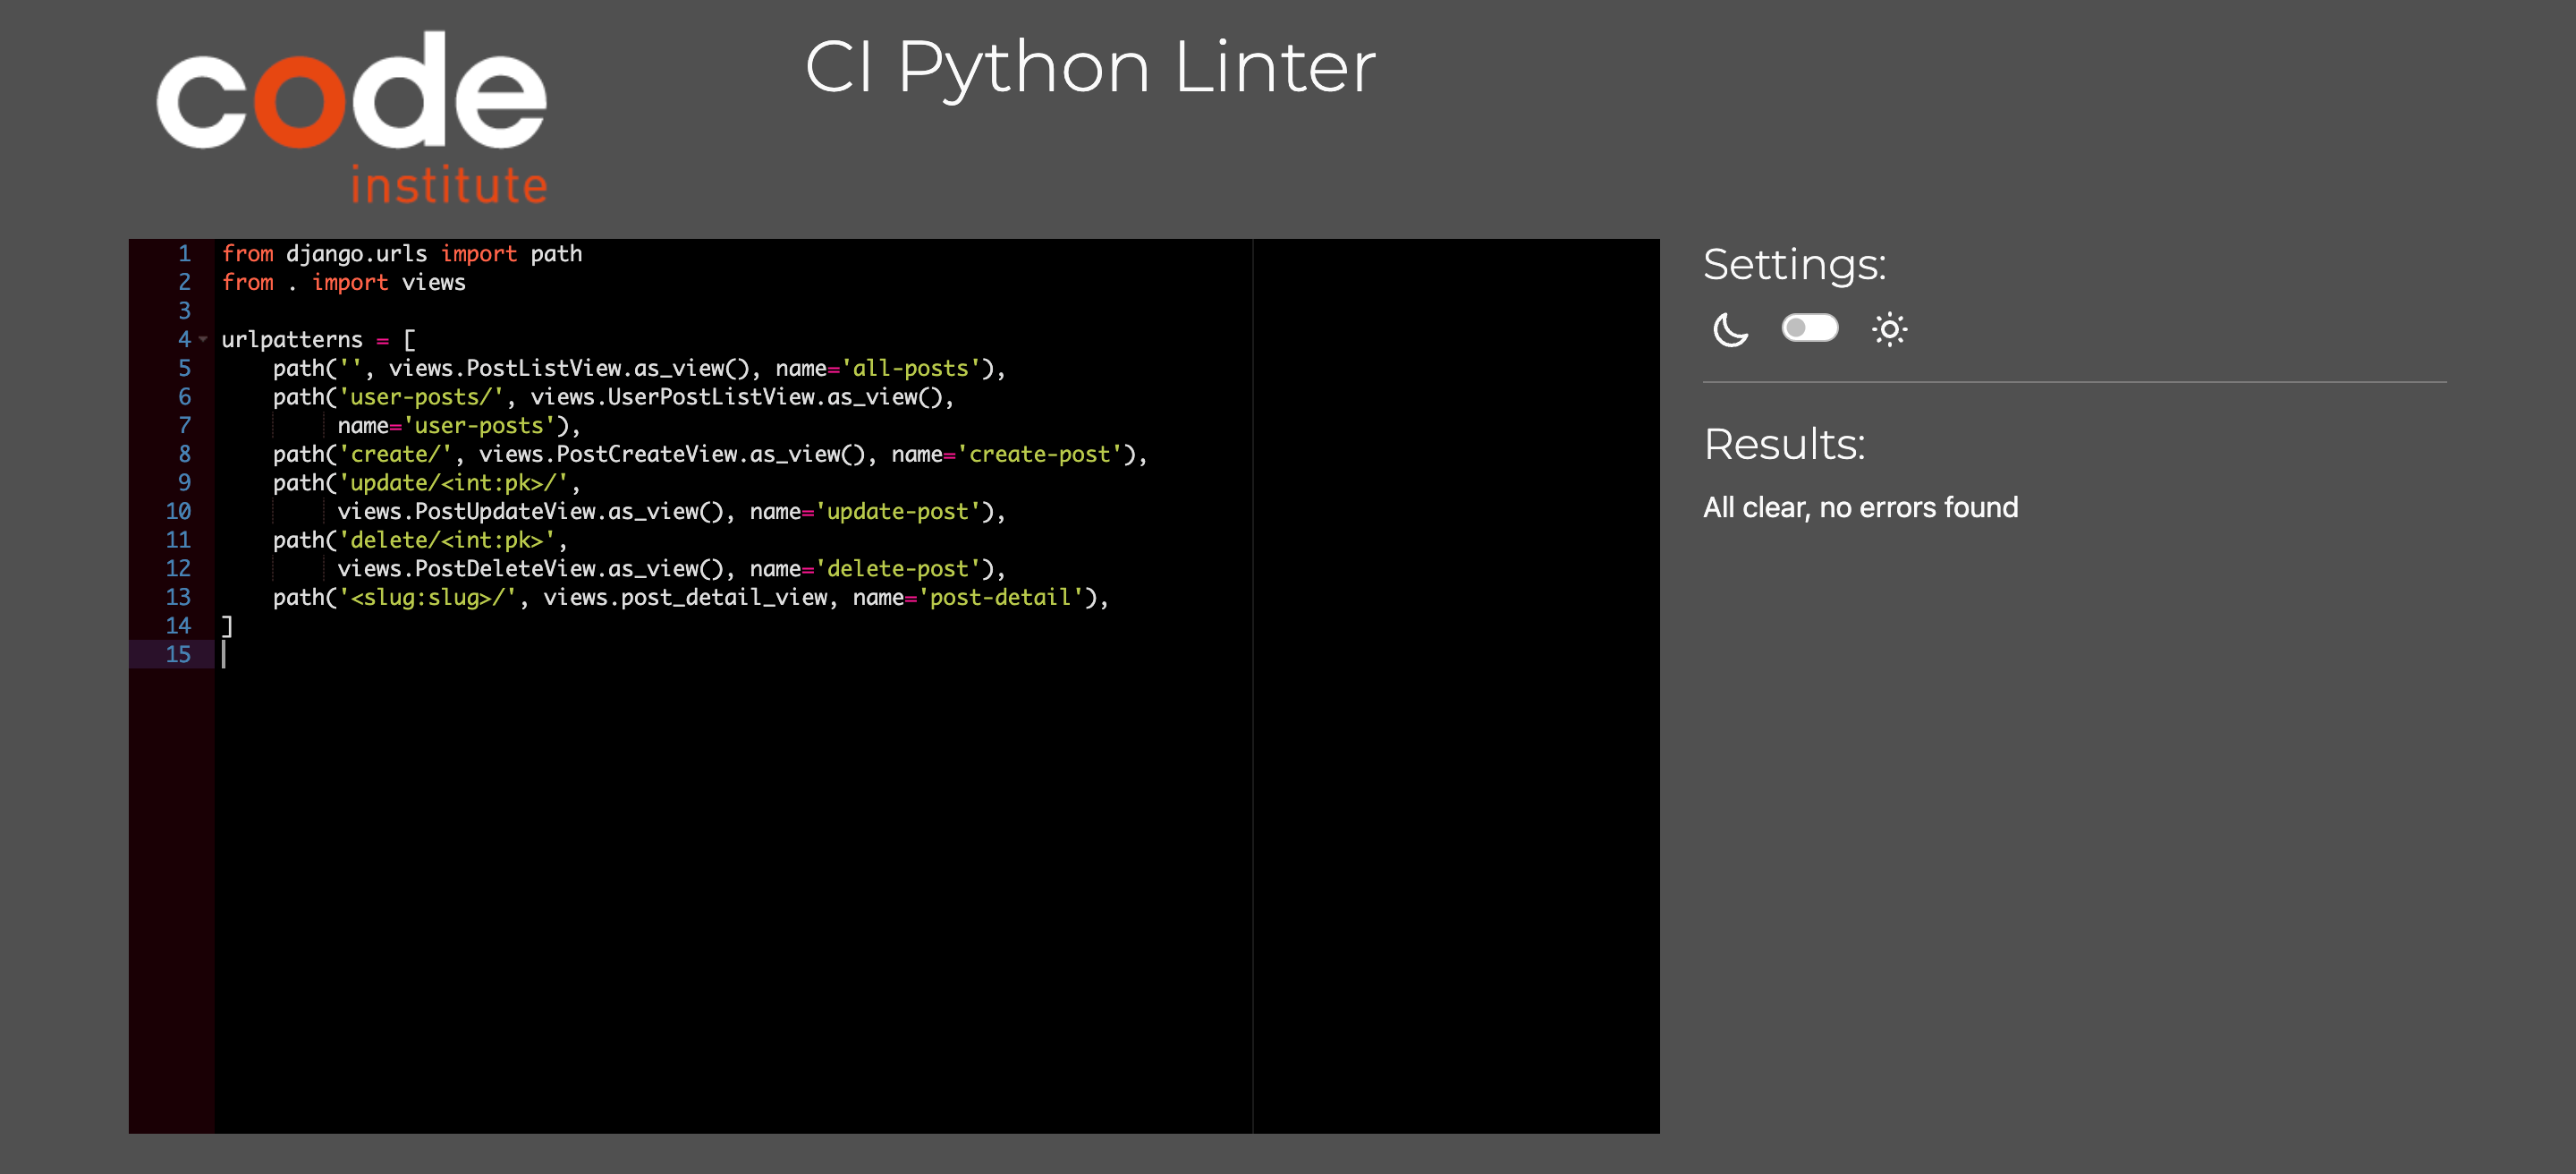 code
institute
CI Python Linter
1 from django.urls import path
2 from . import views
3
4 urlpatterns = [
5     path('', views.PostListView.as_view(), name='all-posts'),
6     path('user-posts/', views.UserPostListView.as_view(),
7          name='user-posts'),
8     path('create/', views.PostCreateView.as_view(), name='create-post'),
9     path('update/<int:pk>/',
10          views.PostUpdateView.as_view(), name='update-post'),
11     path('delete/<int:pk>',
12          views.PostDeleteView.as_view(), name='delete-post'),
13     path('<slug:slug>/', views.post_detail_view, name='post-detail'),
14 ]
15
Settings:
Results:
All clear, no errors found